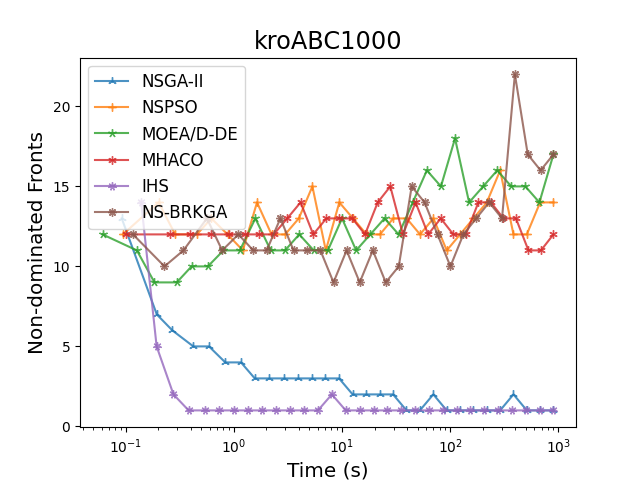 kroABC1000
Non-dominated Fronts
20
15
10
5
0
NSGA-II
NSPSO
MOEA/D-DE
MHACO
IHS
NS-BRKGA
10⁻¹ 10⁰ 10¹ 10² 10³
Time (s)